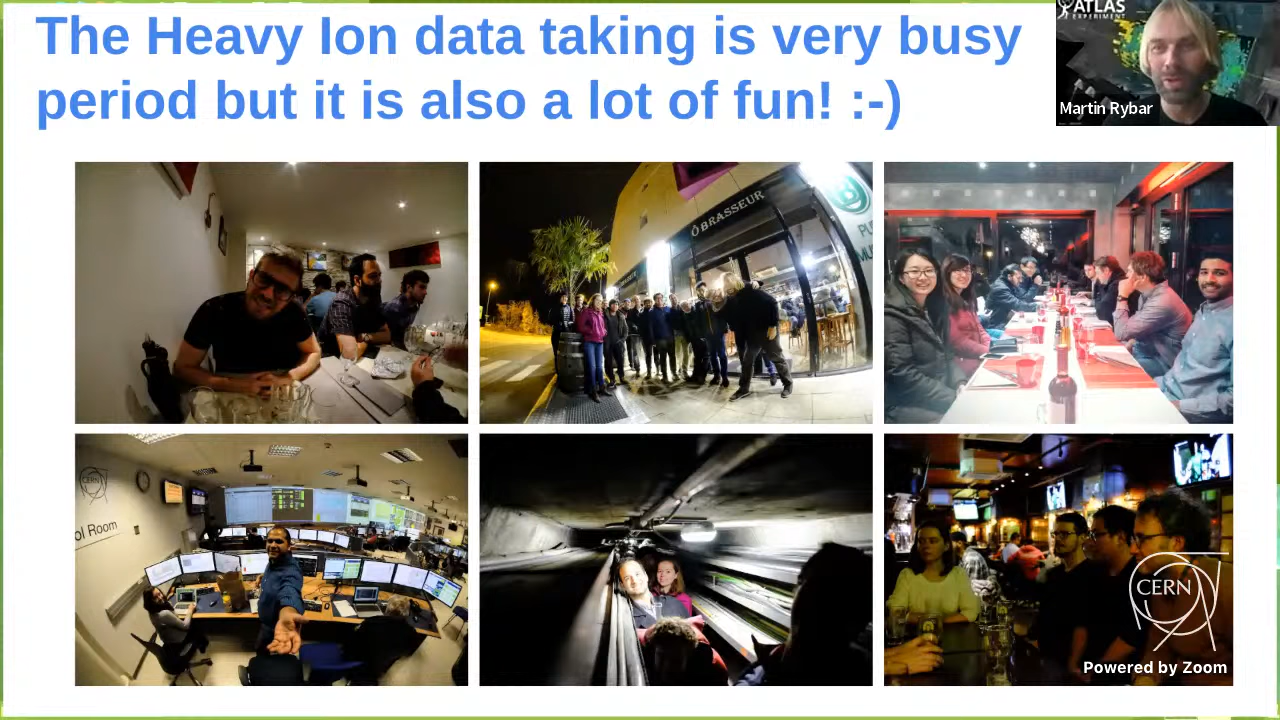 The Heavy Ion data taking is very busy
period but it is also a lot of fun! :-)
ATLAS
EXPERIMENT
Martin Rybar
Ô BRASSEUR
CERN
ol Room
CERN
Powered by Zoom